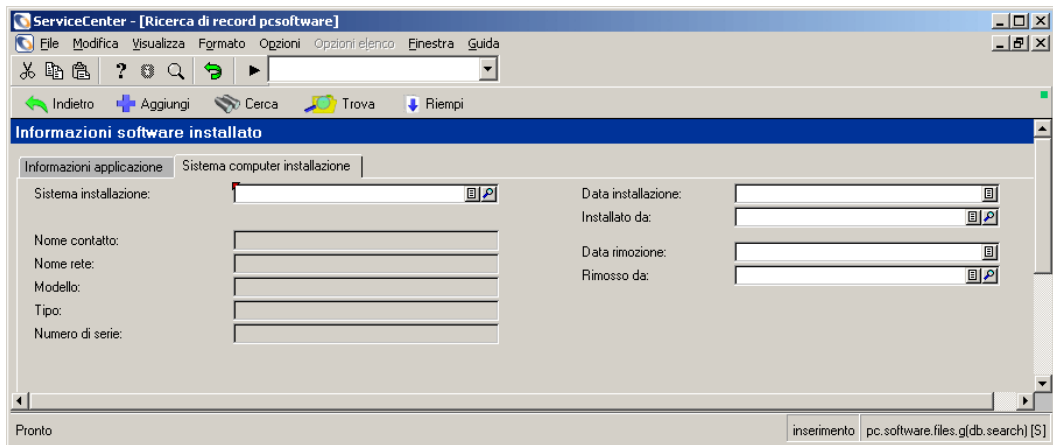 ServiceCenter - [Ricerca di record pcsoftware]
File Modifica Visualizza Formato Opzioni Opzioni elenco Finestra Guida
Indietro Aggiungi Cerca Trova Riempi
Informazioni software installato
Informazioni applicazione Sistema computer installazione
Sistema installazione: Data installazione:
Installato da:
Nome contatto:
Data rimozione:
Nome rete:
Rimosso da:
Modello:
Tipo:
Numero di serie:
Pronto inserimento pc.software.files.g(db.search) [S]